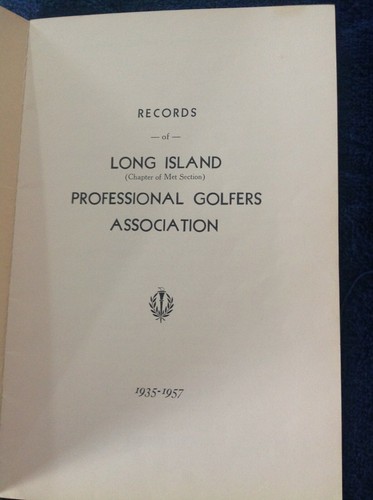 RECORDS
— of —
LONG ISLAND
(Chapter of Met Section)
PROFESSIONAL GOLFERS
ASSOCIATION
1935-1957